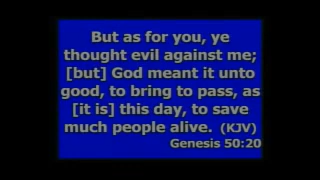 But as for you, ye
thought evil against me;
[but] God meant it unto
good, to bring to pass, as
[it is] this day, to save
much people alive. (KJV)
Genesis 50:20